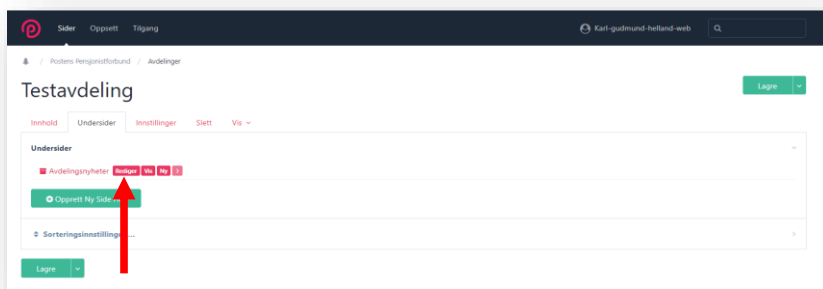 Sider Oppsett Tilgang Karl-gudmund-helland-web
/ Postens Pensjonistforbund / Avdelinger
Testavdeling
Lagre
Innhold Undersider Innstillinger Slett Vis
Undersider
Avdelingsnyheter Rediger Vis Ny
Opprett Ny Side
Sorteringsinnstillinger...
Lagre